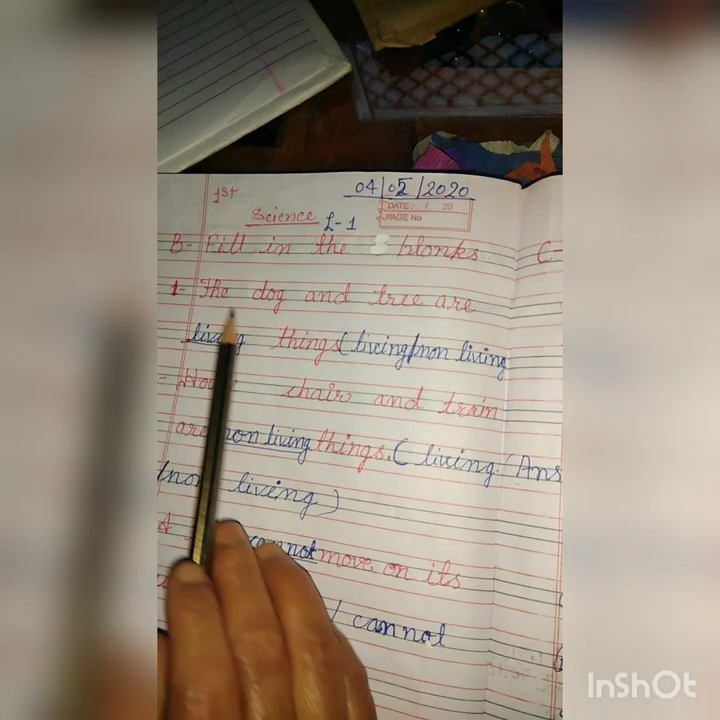 1st
04/05/2020
DATE: / 20
PAGE No
Science L-1
B- Fill in the blanks
C-
1- The dog and tree are
living things (living/non living
chair and train
are non living things. (living
Ans
/non living)
A cannot move on its
/ cannot
InShOt